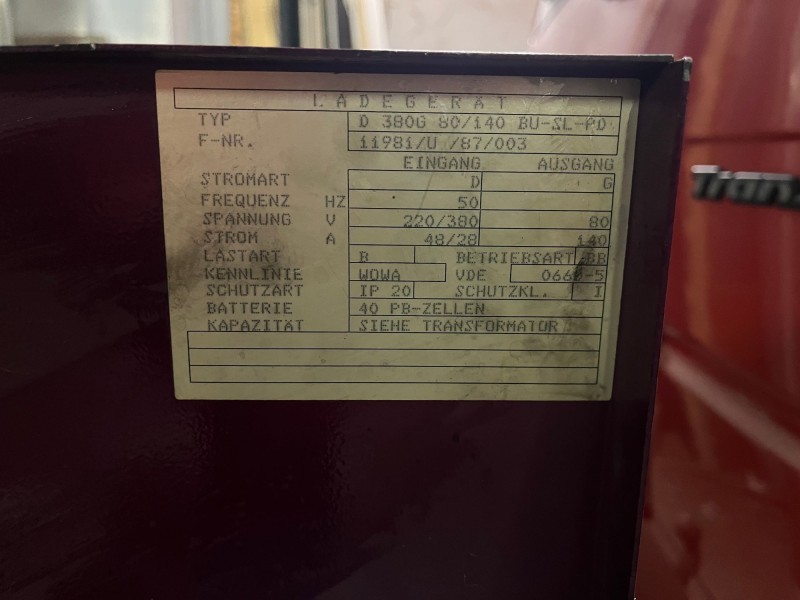 LADEGERÄT
TYP D 380G 80/140 BU-SL-PD
F-NR. 11981/U /87/003
EINGANG AUSGANG
STROMART D G
FREQUENZ HZ 50
SPANNUNG V 220/380 80
STROM A 48/28 140
LASTART B BETRIEBSART BB
KENNLINIE WOWA VDE 0660-5
SCHUTZART IP 20 SCHUTZKL. I
BATTERIE 40 PB-ZELLEN
KAPAZITÄT SIEHE TRANSFORMATOR